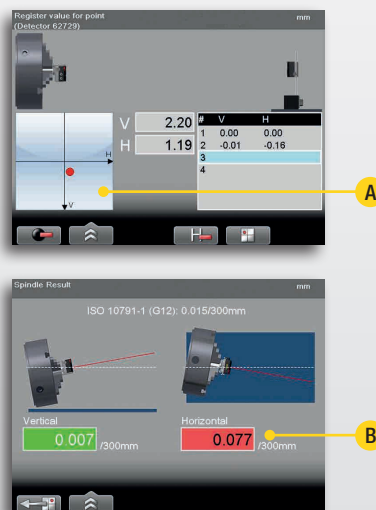 Register value for point mm
(Detector 62729)
V 2.20
H 1.19
# V H
1 0.00 0.00
2 -0.01 -0.16
3
4
H
V
H
A
Spindle Result mm
ISO 10791-1 (G12): 0.015/300mm
Vertical Horizontal
0.007 /300mm 0.077 /300mm
B